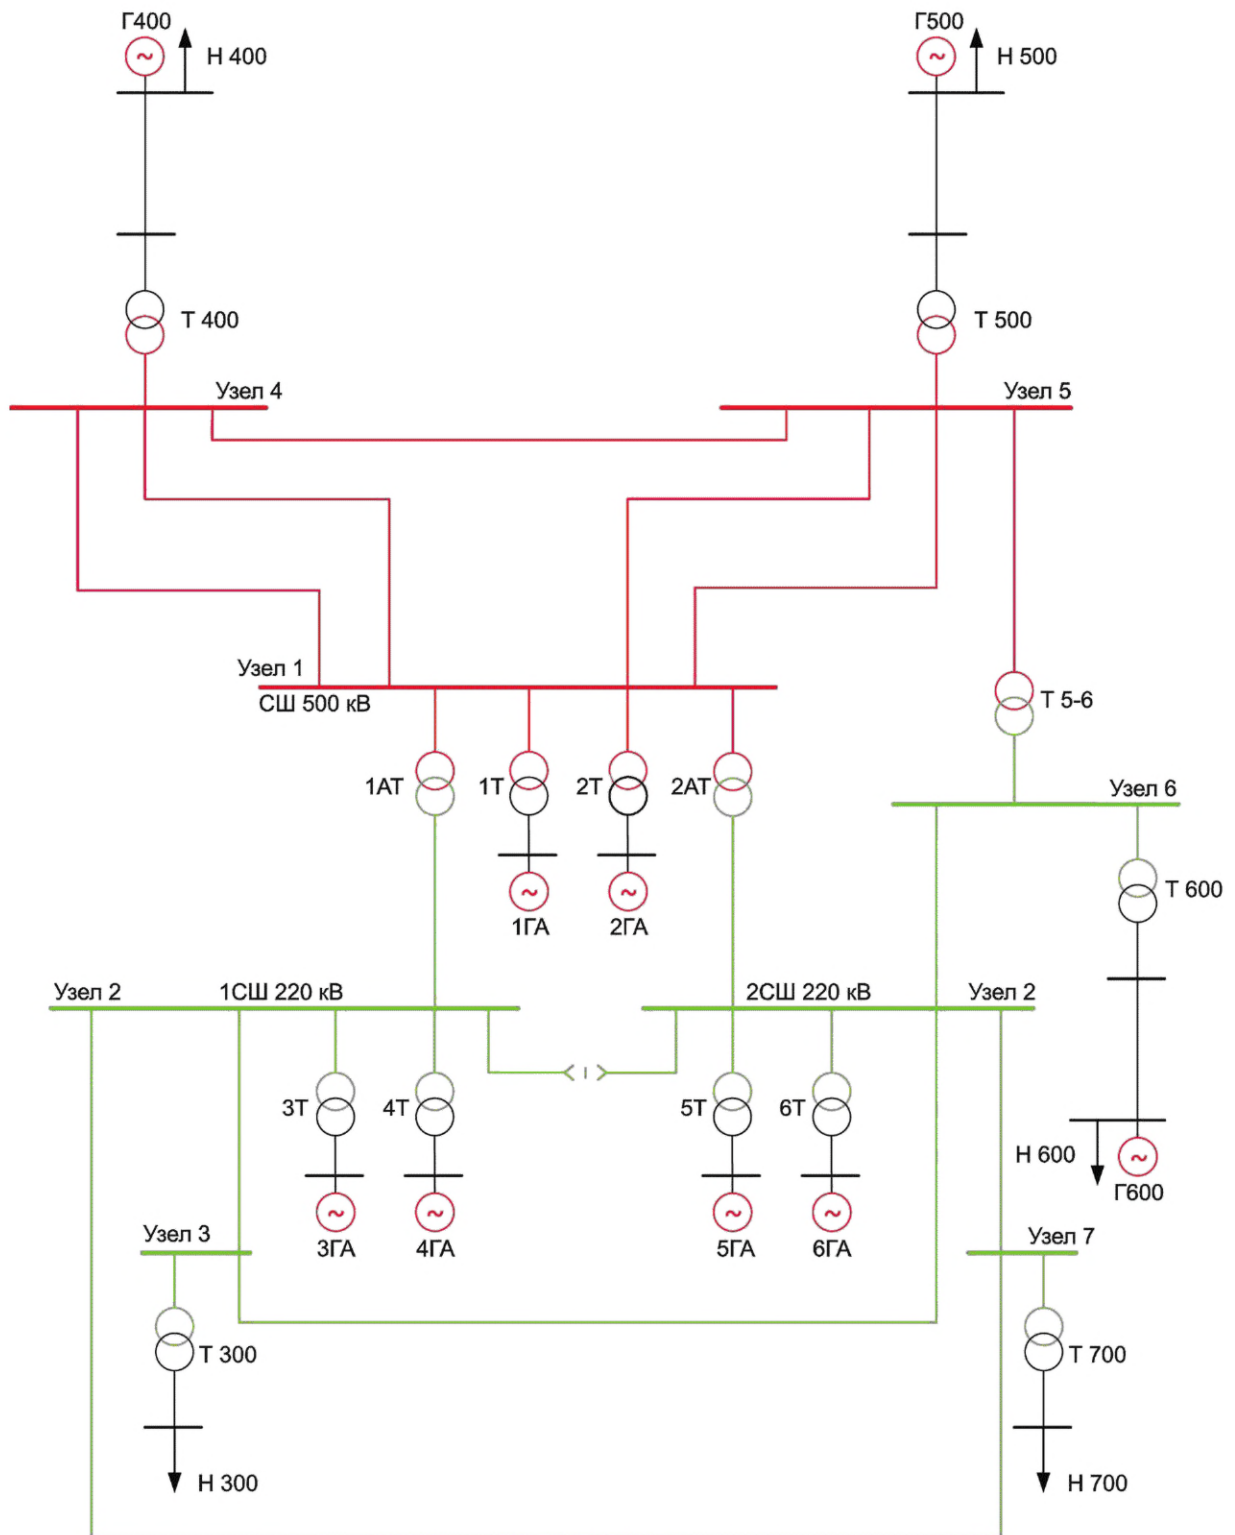 Г400
Г500
Н 400
Н 500
Т 400
Т 500
Узел 4
Узел 5
Узел 1
СШ 500 кВ
Т 5-6
1АТ
1Т
2Т
2АТ
Узел 6
Т 600
1ГА
2ГА
Узел 2
1СШ 220 кВ
2СШ 220 кВ
Узел 2
3Т
4Т
5Т
6Т
Н 600
Г600
Узел 3
3ГА
4ГА
5ГА
6ГА
Узел 7
Т 300
Т 700
Н 300
Н 700